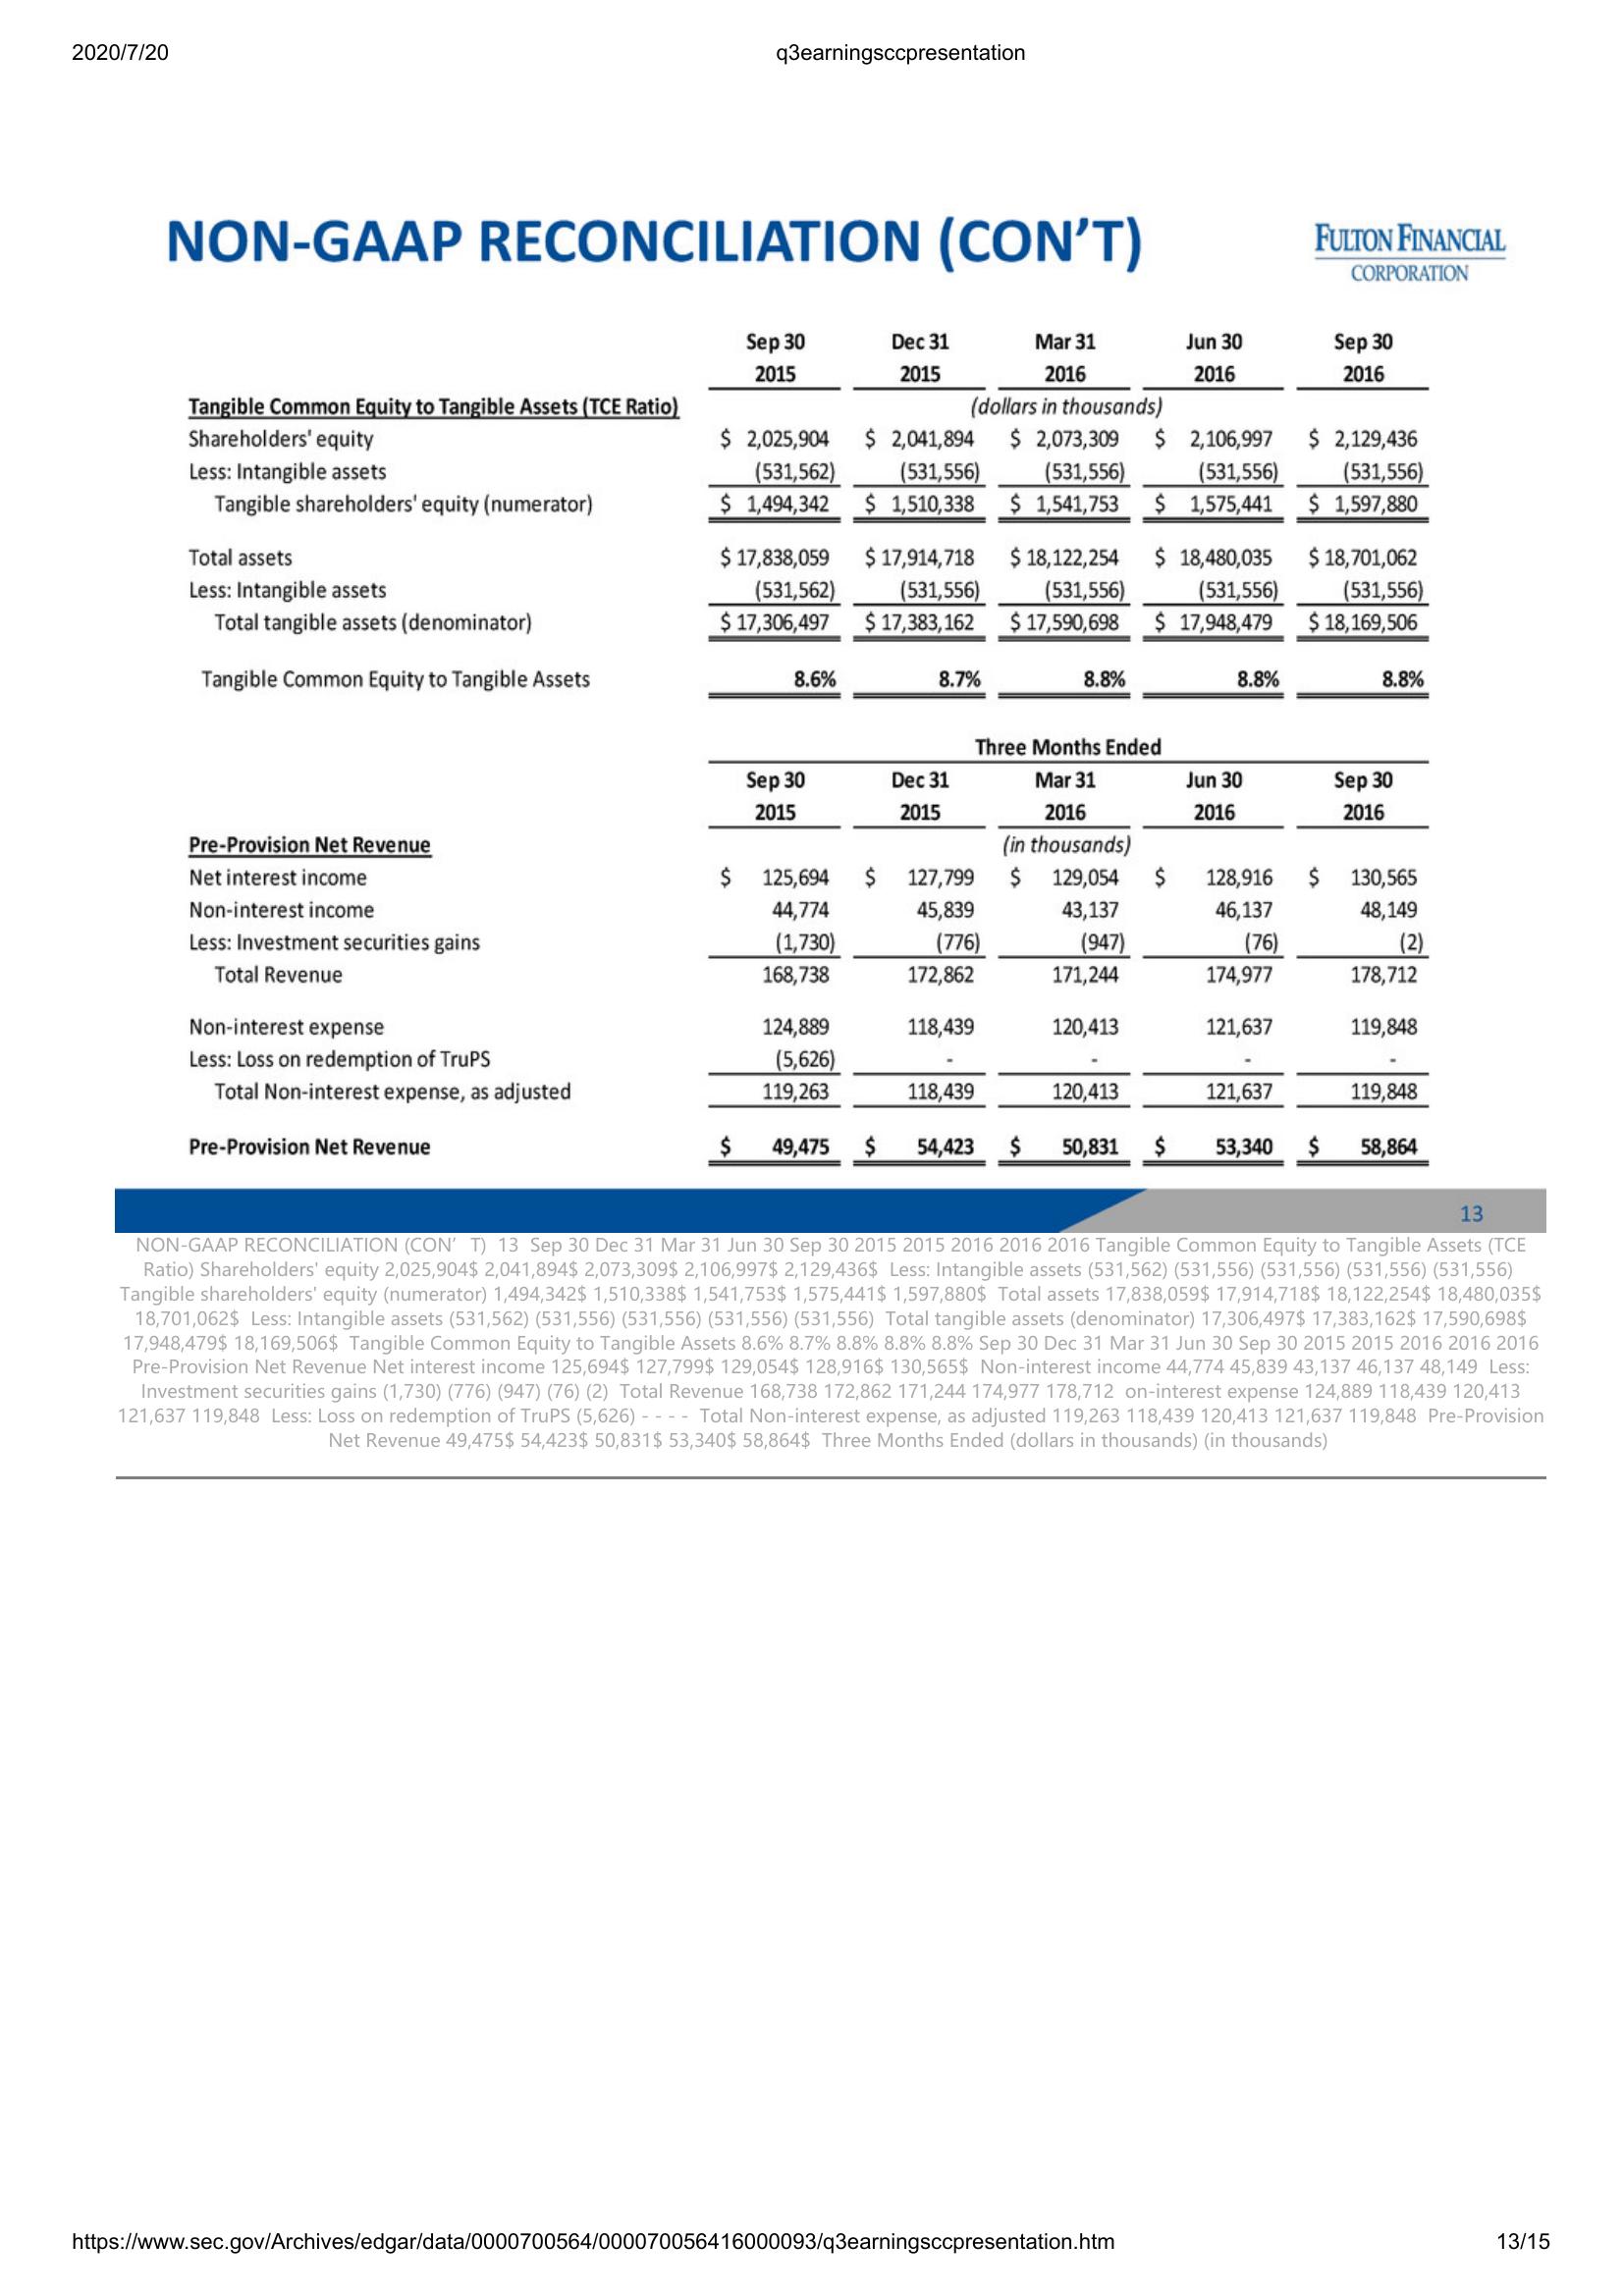 2020/7/20 q3earningsccpresentation
NON-GAAP RECONCILIATION (CON'T)
FULTON FINANCIAL
CORPORATION
Sep 30 Dec 31 Mar 31 Jun 30 Sep 30
2015 2015 2016 2016 2016
Tangible Common Equity to Tangible Assets (TCE Ratio) (dollars in thousands)
Shareholders' equity $ 2,025,904 $ 2,041,894 $ 2,073,309 $ 2,106,997 $ 2,129,436
Less: Intangible assets (531,562) (531,556) (531,556) (531,556) (531,556)
Tangible shareholders' equity (numerator) $ 1,494,342 $ 1,510,338 $ 1,541,753 $ 1,575,441 $ 1,597,880
Total assets $ 17,838,059 $ 17,914,718 $ 18,122,254 $ 18,480,035 $ 18,701,062
Less: Intangible assets (531,562) (531,556) (531,556) (531,556) (531,556)
Total tangible assets (denominator) $ 17,306,497 $ 17,383,162 $ 17,590,698 $ 17,948,479 $ 18,169,506
Tangible Common Equity to Tangible Assets 8.6% 8.7% 8.8% 8.8% 8.8%
Three Months Ended
Sep 30 Dec 31 Mar 31 Jun 30 Sep 30
2015 2015 2016 2016 2016
Pre-Provision Net Revenue (in thousands)
Net interest income $ 125,694 $ 127,799 $ 129,054 $ 128,916 $ 130,565
Non-interest income 44,774 45,839 43,137 46,137 48,149
Less: Investment securities gains (1,730) (776) (947) (76) (2)
Total Revenue 168,738 172,862 171,244 174,977 178,712
Non-interest expense 124,889 118,439 120,413 121,637 119,848
Less: Loss on redemption of TruPS (5,626) - - - -
Total Non-interest expense, as adjusted 119,263 118,439 120,413 121,637 119,848
Pre-Provision Net Revenue $ 49,475 $ 54,423 $ 50,831 $ 53,340 $ 58,864
13
NON-GAAP RECONCILIATION (CON’ T) 13 Sep 30 Dec 31 Mar 31 Jun 30 Sep 30 2015 2015 2016 2016 2016 Tangible Common Equity to Tangible Assets (TCE
Ratio) Shareholders' equity 2,025,904$ 2,041,894$ 2,073,309$ 2,106,997$ 2,129,436$ Less: Intangible assets (531,562) (531,556) (531,556) (531,556) (531,556)
Tangible shareholders' equity (numerator) 1,494,342$ 1,510,338$ 1,541,753$ 1,575,441$ 1,597,880$ Total assets 17,838,059$ 17,914,718$ 18,122,254$ 18,480,035$
18,701,062$ Less: Intangible assets (531,562) (531,556) (531,556) (531,556) (531,556) Total tangible assets (denominator) 17,306,497$ 17,383,162$ 17,590,698$
17,948,479$ 18,169,506$ Tangible Common Equity to Tangible Assets 8.6% 8.7% 8.8% 8.8% 8.8% Sep 30 Dec 31 Mar 31 Jun 30 Sep 30 2015 2015 2016 2016 2016
Pre-Provision Net Revenue Net interest income 125,694$ 127,799$ 129,054$ 128,916$ 130,565$ Non-interest income 44,774 45,839 43,137 46,137 48,149 Less:
Investment securities gains (1,730) (776) (947) (76) (2) Total Revenue 168,738 172,862 171,244 174,977 178,712 on-interest expense 124,889 118,439 120,413
121,637 119,848 Less: Loss on redemption of TruPS (5,626) - - - - Total Non-interest expense, as adjusted 119,263 118,439 120,413 121,637 119,848 Pre-Provision
Net Revenue 49,475$ 54,423$ 50,831$ 53,340$ 58,864$ Three Months Ended (dollars in thousands) (in thousands)
https://www.sec.gov/Archives/edgar/data/0000700564/000070056416000093/q3earningsccpresentation.htm 13/15